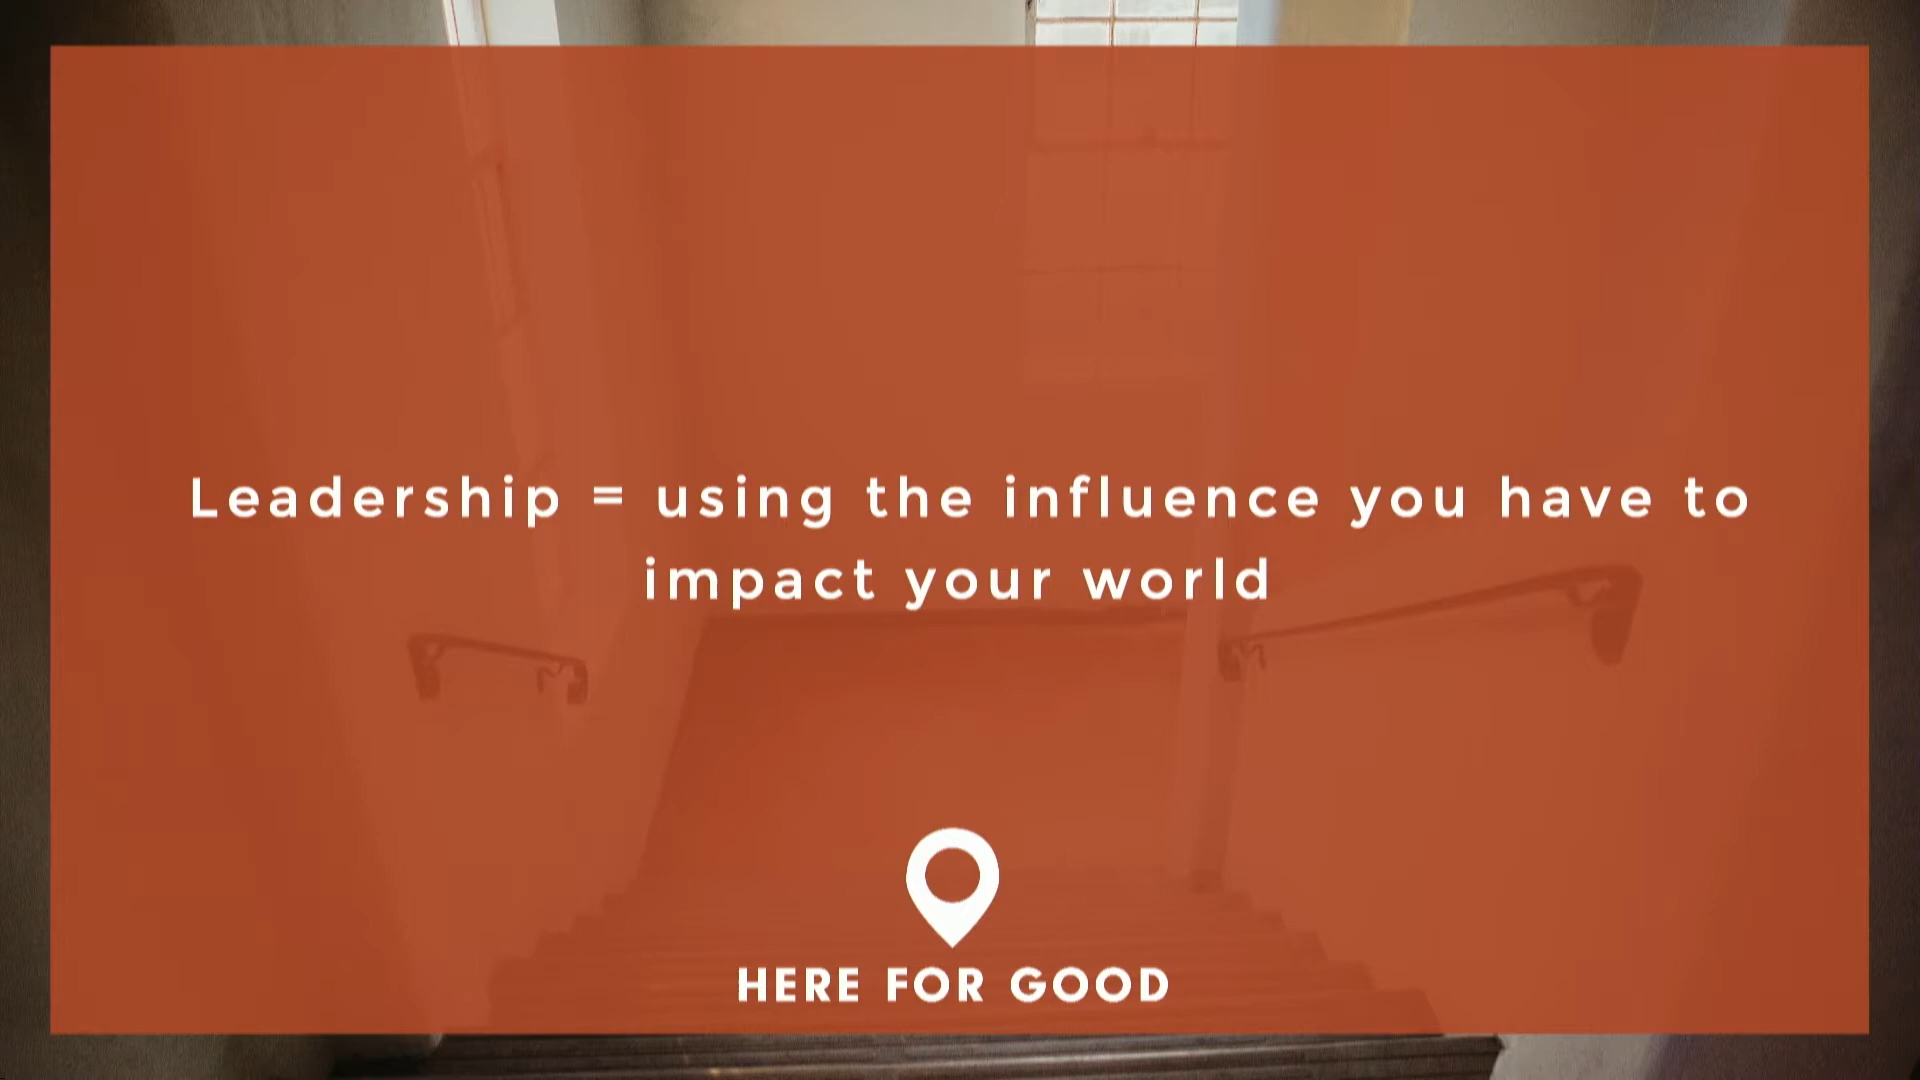 Leadership = using the influence you have to
impact your world
HERE FOR GOOD